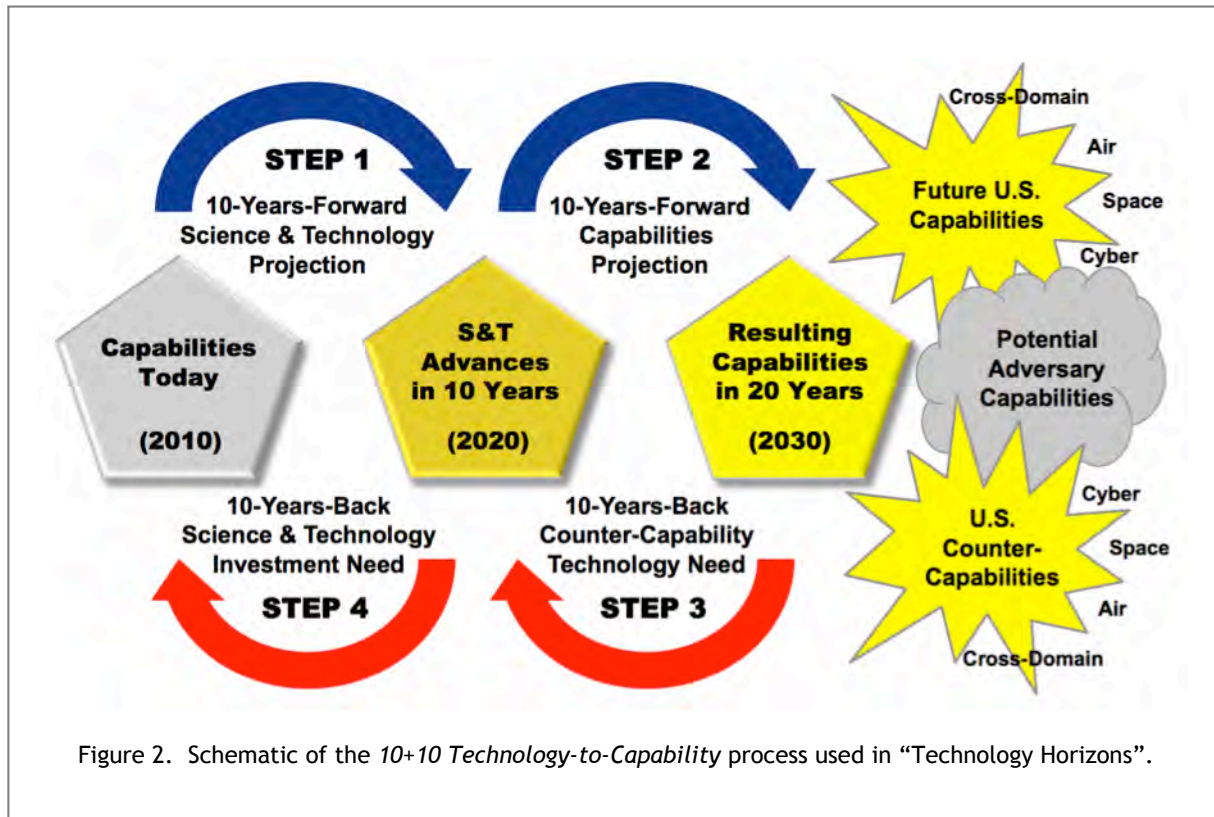 STEP 1
10-Years-Forward
Science & Technology
Projection
STEP 2
10-Years-Forward
Capabilities
Projection
Cross-Domain
Air
Space
Cyber
Future U.S.
Capabilities
Capabilities
Today
(2010)
S&T
Advances
in 10 Years
(2020)
Resulting
Capabilities
in 20 Years
(2030)
Potential
Adversary
Capabilities
10-Years-Back
Science & Technology
Investment Need
STEP 4
10-Years-Back
Counter-Capability
Technology Need
STEP 3
U.S.
Counter-
Capabilities
Cyber
Space
Air
Cross-Domain
Figure 2. Schematic of the 10+10 Technology-to-Capability process used in “Technology Horizons”.